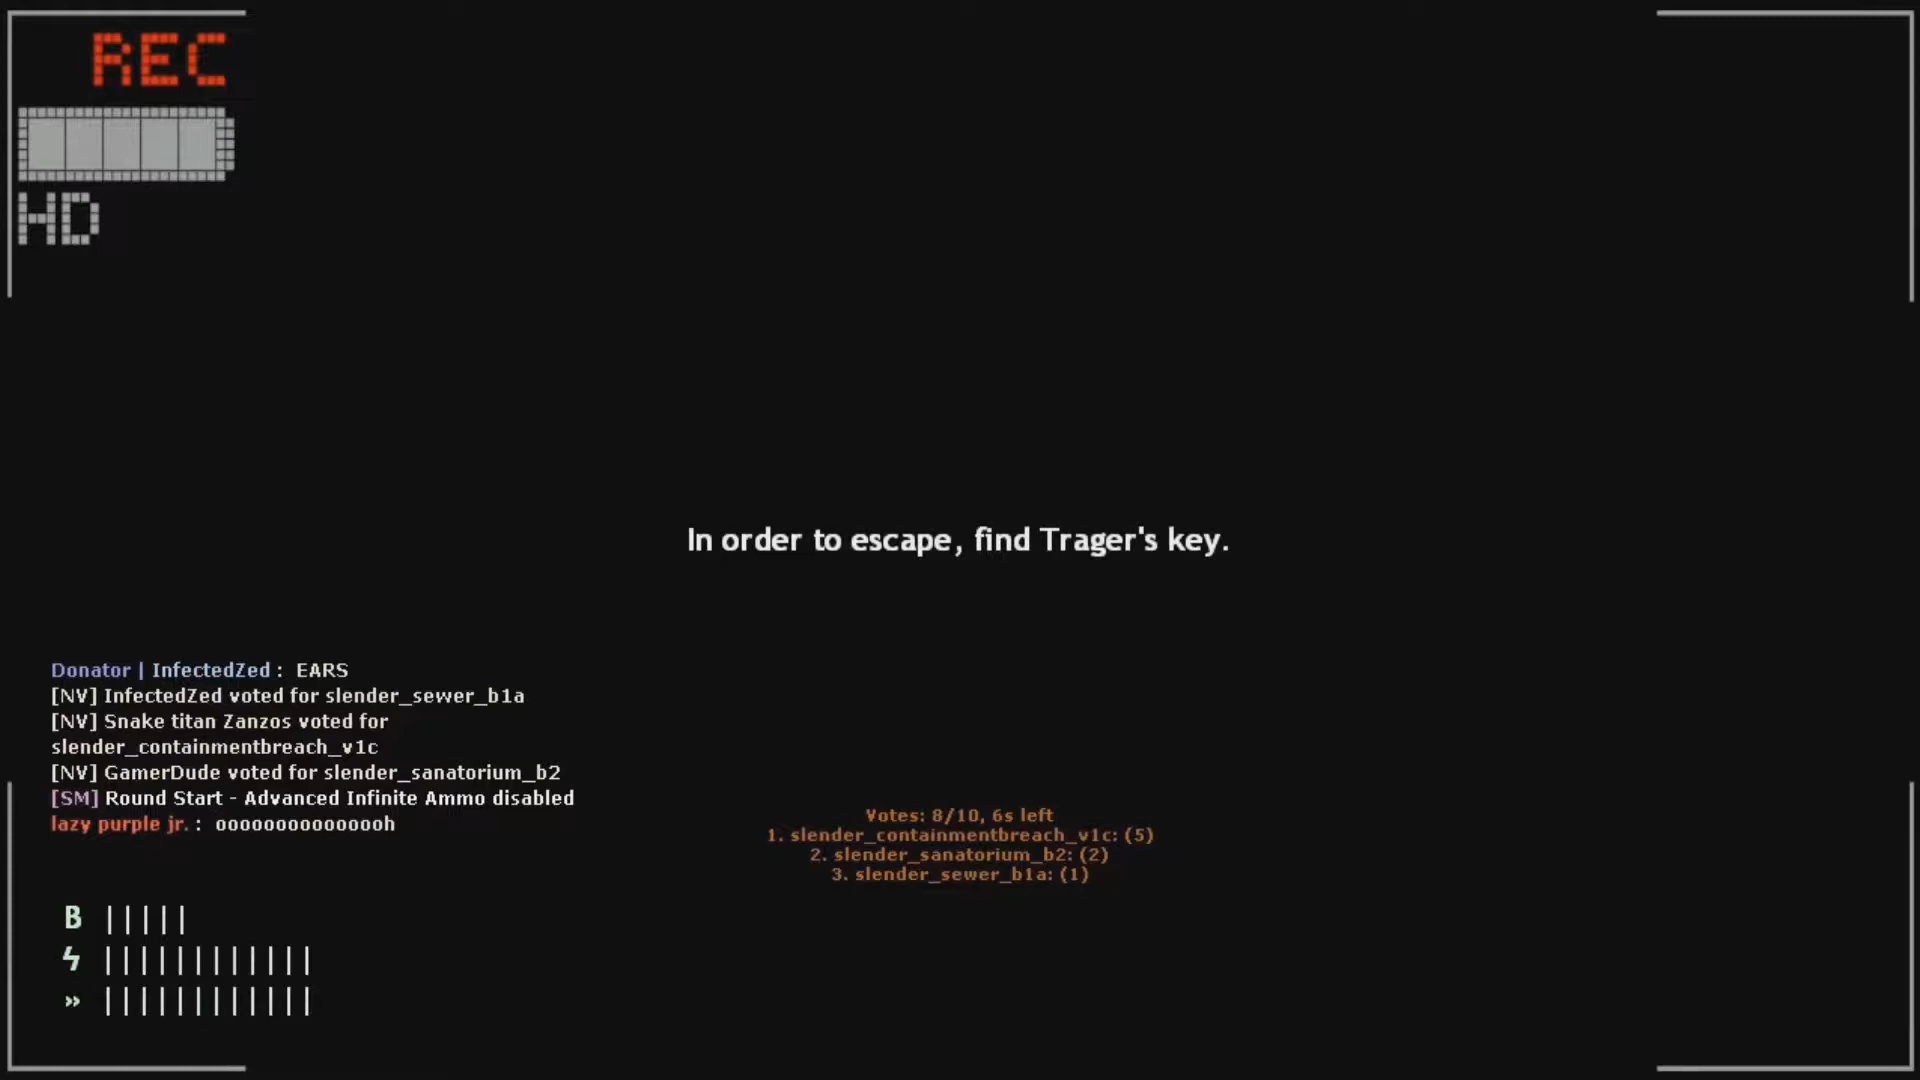 REC
HD
In order to escape, find Trager's key.
Donator | InfectedZed : EARS
[NV] InfectedZed voted for slender_sewer_b1a
[NV] Snake titan Zanzos voted for
slender_containmentbreach_v1c
[NV] GamerDude voted for slender_sanatorium_b2
[SM] Round Start - Advanced Infinite Ammo disabled
lazy purple jr. : oooooooooooooooh
Votes: 8/10, 6s left
1. slender_containmentbreach_v1c: (5)
2. slender_sanatorium_b2: (2)
3. slender_sewer_b1a: (1)
B |||||
ϟ ||||||||||||
» ||||||||||||